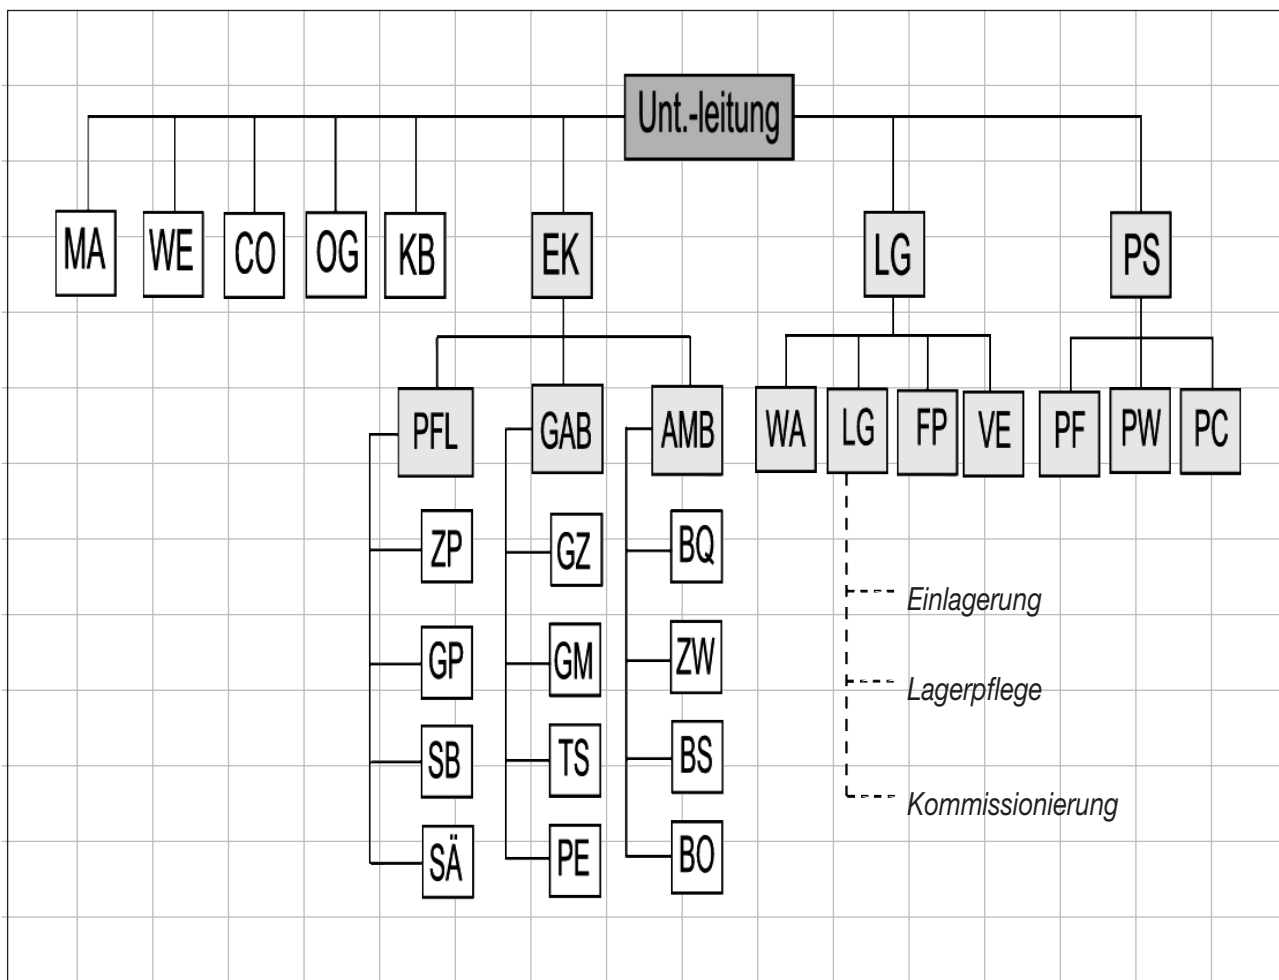 Unt.-leitung
MA
WE
CO
OG
KB
EK
LG
PS
PFL
GAB
AMB
WA
LG
FP
VE
PF
PW
PC
ZP
GZ
BQ
Einlagerung
GP
GM
ZW
Lagerpflege
SB
TS
BS
Kommissionierung
SÄ
PE
BO